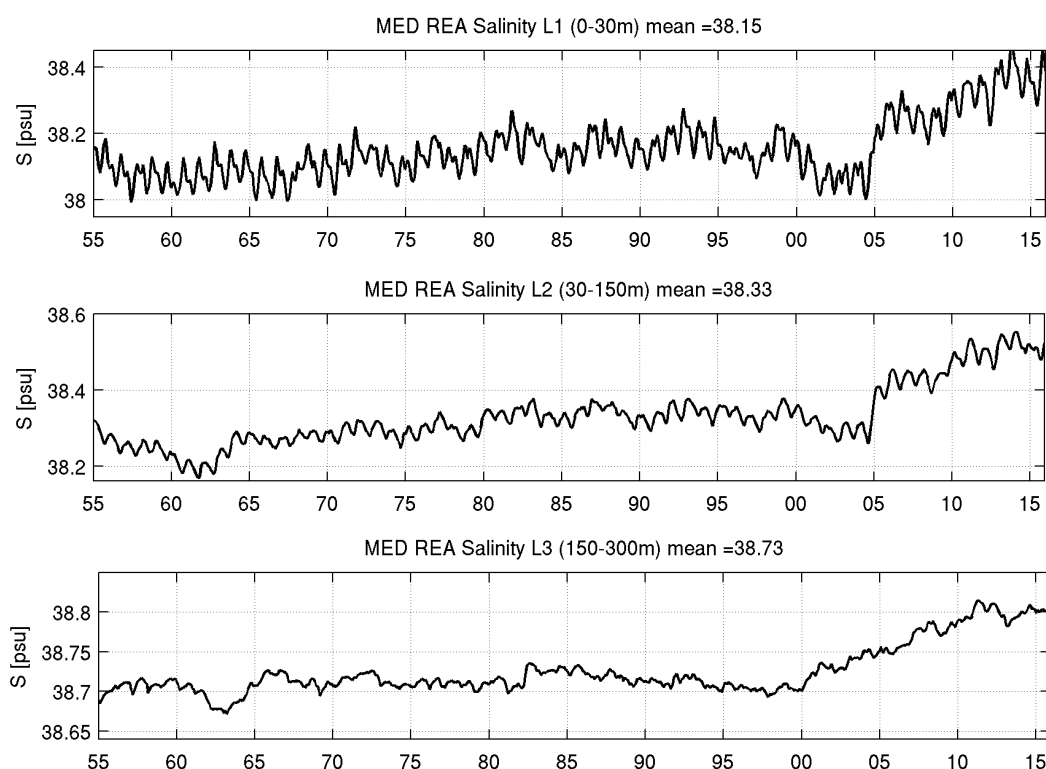 MED REA Salinity L1 (0-30m) mean =38.15
38.4
38.2
38
S [psu]
55 60 65 70 75 80 85 90 95 00 05 10 15
MED REA Salinity L2 (30-150m) mean =38.33
38.6
38.4
38.2
S [psu]
55 60 65 70 75 80 85 90 95 00 05 10 15
MED REA Salinity L3 (150-300m) mean =38.73
38.8
38.75
38.7
38.65
S [psu]
55 60 65 70 75 80 85 90 95 00 05 10 15